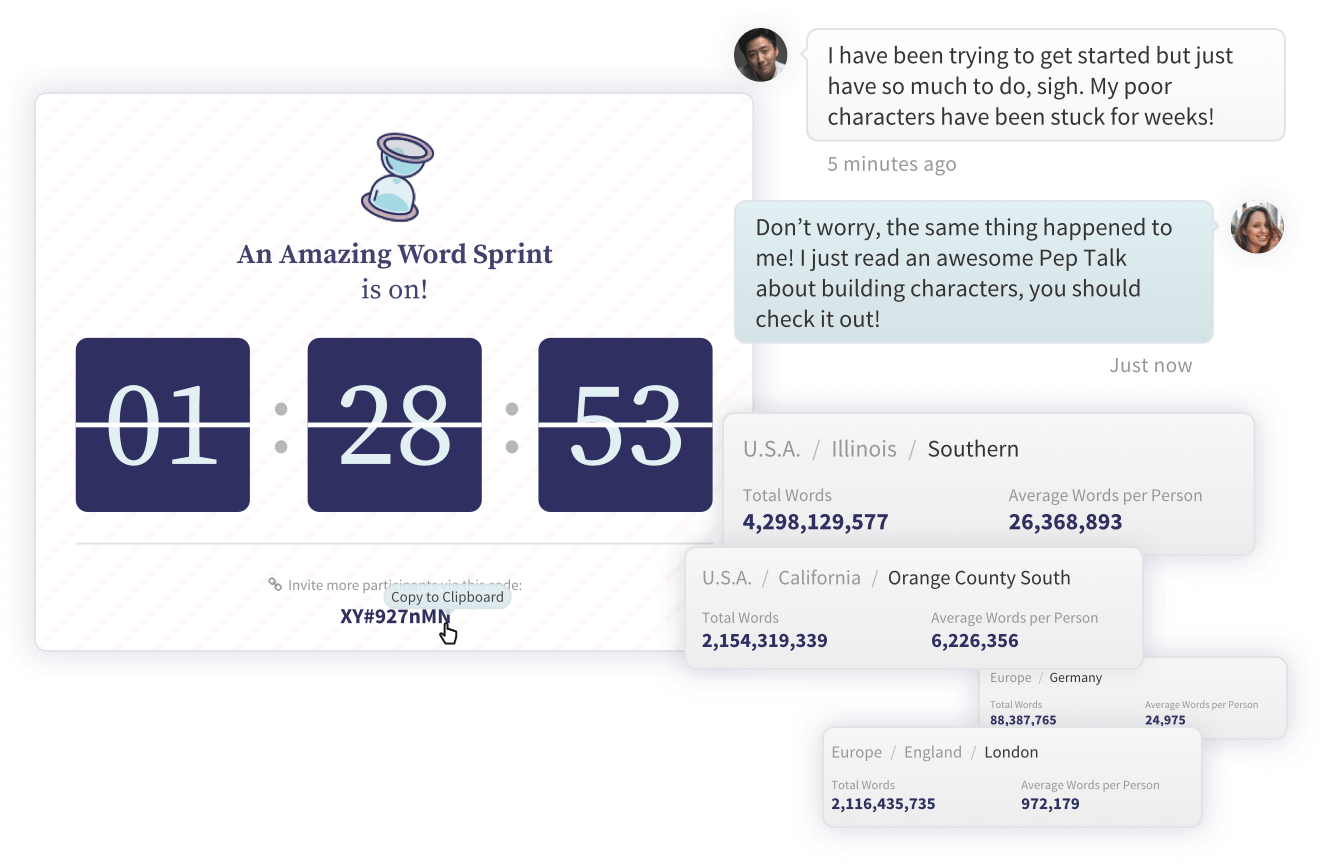 An Amazing Word Sprint
is on!
01 : 28 : 53
Invite more participants via this code:
Copy to Clipboard
XY#927nMN
I have been trying to get started but just
have so much to do, sigh. My poor
characters have been stuck for weeks!
5 minutes ago
Don’t worry, the same thing happened to
me! I just read an awesome Pep Talk
about building characters, you should
check it out!
Just now
U.S.A. / Illinois / Southern
Total Words Average Words per Person
4,298,129,577 26,368,893
U.S.A. / California / Orange County South
Total Words Average Words per Person
2,154,319,339 6,226,356
Europe / Germany
Total Words Average Words per Person
88,387,765 24,975
Europe / England / London
Total Words Average Words per Person
2,116,435,735 972,179